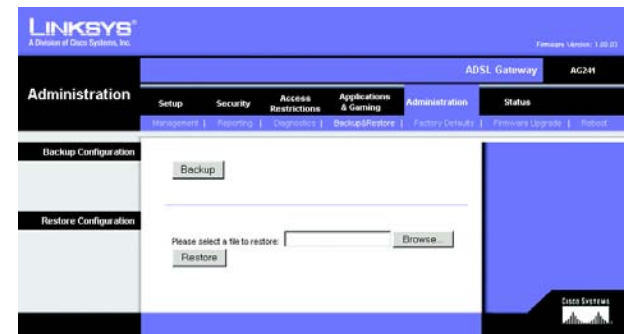 LINKSYS®
A Division of Cisco Systems, Inc.
Firmware Version: 1.00.03
ADSL Gateway AG241
Administration
Setup Security Access Restrictions Applications & Gaming Administration Status
Management | Reporting | Diagnostics | Backup&Restore | Factory Defaults | Firmware Upgrade | Reboot
Backup Configuration
Backup
Restore Configuration
Please select a file to restore: Browse...
Restore
CISCO SYSTEMS